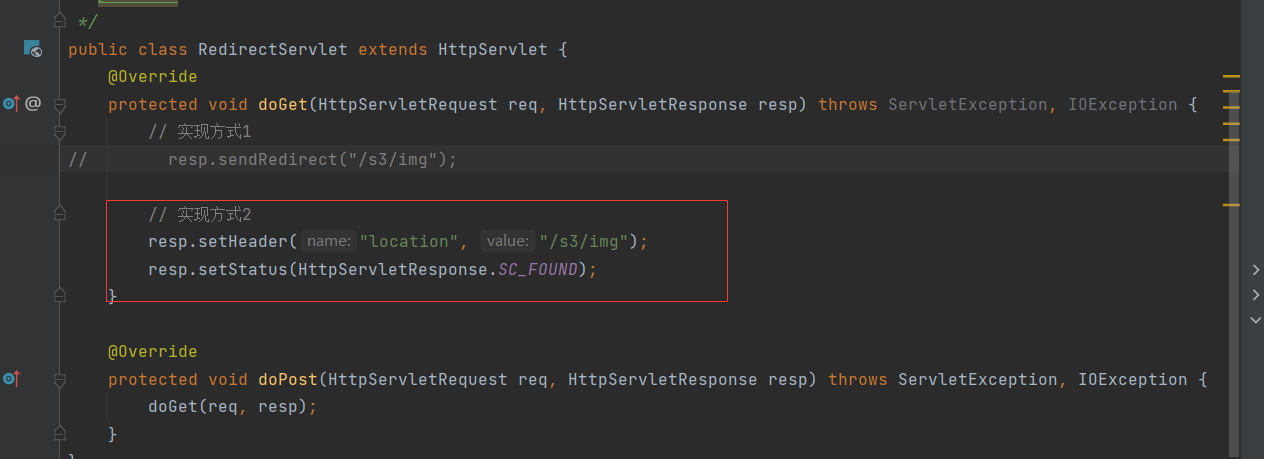 */
public class RedirectServlet extends HttpServlet {
@Override
protected void doGet(HttpServletRequest req, HttpServletResponse resp) throws ServletException, IOException {
// 实现方式1
// resp.sendRedirect("/s3/img");
// 实现方式2
resp.setHeader( name: "location", value: "/s3/img");
resp.setStatus(HttpServletResponse.SC_FOUND);
}
@Override
protected void doPost(HttpServletRequest req, HttpServletResponse resp) throws ServletException, IOException {
doGet(req, resp);
}
}